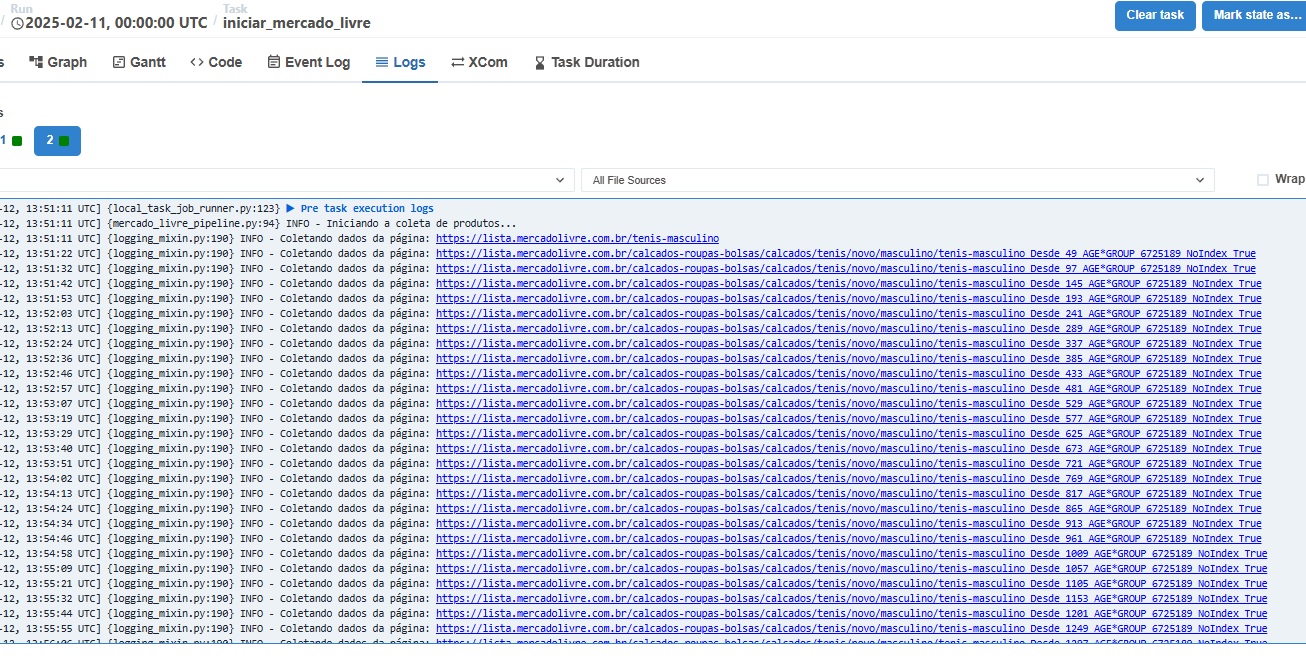 Run
2025-02-11, 00:00:00 UTC
/
Task
iniciar_mercado_livre
Clear task
Mark state as…
s
Graph
Gantt
Code
Event Log
Logs
XCom
Task Duration
s
1
2
All File Sources
Wrap
-12, 13:51:11 UTC] {local_task_job_runner.py:123} ▶ Pre task execution logs
-12, 13:51:11 UTC] {mercado_livre_pipeline.py:94} INFO - Iniciando a coleta de produtos...
-12, 13:51:11 UTC] {logging_mixin.py:190} INFO - Coletando dados da página: https://lista.mercadolivre.com.br/tenis-masculino
-12, 13:51:22 UTC] {logging_mixin.py:190} INFO - Coletando dados da página: https://lista.mercadolivre.com.br/calcados-roupas-bolsas/calcados/tenis/novo/masculino/tenis-masculino_Desde_49_AGE*GROUP_6725189_NoIndex_True
-12, 13:51:32 UTC] {logging_mixin.py:190} INFO - Coletando dados da página: https://lista.mercadolivre.com.br/calcados-roupas-bolsas/calcados/tenis/novo/masculino/tenis-masculino_Desde_97_AGE*GROUP_6725189_NoIndex_True
-12, 13:51:42 UTC] {logging_mixin.py:190} INFO - Coletando dados da página: https://lista.mercadolivre.com.br/calcados-roupas-bolsas/calcados/tenis/novo/masculino/tenis-masculino_Desde_145_AGE*GROUP_6725189_NoIndex_True
-12, 13:51:53 UTC] {logging_mixin.py:190} INFO - Coletando dados da página: https://lista.mercadolivre.com.br/calcados-roupas-bolsas/calcados/tenis/novo/masculino/tenis-masculino_Desde_193_AGE*GROUP_6725189_NoIndex_True
-12, 13:52:03 UTC] {logging_mixin.py:190} INFO - Coletando dados da página: https://lista.mercadolivre.com.br/calcados-roupas-bolsas/calcados/tenis/novo/masculino/tenis-masculino_Desde_241_AGE*GROUP_6725189_NoIndex_True
-12, 13:52:13 UTC] {logging_mixin.py:190} INFO - Coletando dados da página: https://lista.mercadolivre.com.br/calcados-roupas-bolsas/calcados/tenis/novo/masculino/tenis-masculino_Desde_289_AGE*GROUP_6725189_NoIndex_True
-12, 13:52:24 UTC] {logging_mixin.py:190} INFO - Coletando dados da página: https://lista.mercadolivre.com.br/calcados-roupas-bolsas/calcados/tenis/novo/masculino/tenis-masculino_Desde_337_AGE*GROUP_6725189_NoIndex_True
-12, 13:52:36 UTC] {logging_mixin.py:190} INFO - Coletando dados da página: https://lista.mercadolivre.com.br/calcados-roupas-bolsas/calcados/tenis/novo/masculino/tenis-masculino_Desde_385_AGE*GROUP_6725189_NoIndex_True
-12, 13:52:46 UTC] {logging_mixin.py:190} INFO - Coletando dados da página: https://lista.mercadolivre.com.br/calcados-roupas-bolsas/calcados/tenis/novo/masculino/tenis-masculino_Desde_433_AGE*GROUP_6725189_NoIndex_True
-12, 13:52:57 UTC] {logging_mixin.py:190} INFO - Coletando dados da página: https://lista.mercadolivre.com.br/calcados-roupas-bolsas/calcados/tenis/novo/masculino/tenis-masculino_Desde_481_AGE*GROUP_6725189_NoIndex_True
-12, 13:53:07 UTC] {logging_mixin.py:190} INFO - Coletando dados da página: https://lista.mercadolivre.com.br/calcados-roupas-bolsas/calcados/tenis/novo/masculino/tenis-masculino_Desde_529_AGE*GROUP_6725189_NoIndex_True
-12, 13:53:19 UTC] {logging_mixin.py:190} INFO - Coletando dados da página: https://lista.mercadolivre.com.br/calcados-roupas-bolsas/calcados/tenis/novo/masculino/tenis-masculino_Desde_577_AGE*GROUP_6725189_NoIndex_True
-12, 13:53:29 UTC] {logging_mixin.py:190} INFO - Coletando dados da página: https://lista.mercadolivre.com.br/calcados-roupas-bolsas/calcados/tenis/novo/masculino/tenis-masculino_Desde_625_AGE*GROUP_6725189_NoIndex_True
-12, 13:53:40 UTC] {logging_mixin.py:190} INFO - Coletando dados da página: https://lista.mercadolivre.com.br/calcados-roupas-bolsas/calcados/tenis/novo/masculino/tenis-masculino_Desde_673_AGE*GROUP_6725189_NoIndex_True
-12, 13:53:51 UTC] {logging_mixin.py:190} INFO - Coletando dados da página: https://lista.mercadolivre.com.br/calcados-roupas-bolsas/calcados/tenis/novo/masculino/tenis-masculino_Desde_721_AGE*GROUP_6725189_NoIndex_True
-12, 13:54:02 UTC] {logging_mixin.py:190} INFO - Coletando dados da página: https://lista.mercadolivre.com.br/calcados-roupas-bolsas/calcados/tenis/novo/masculino/tenis-masculino_Desde_769_AGE*GROUP_6725189_NoIndex_True
-12, 13:54:13 UTC] {logging_mixin.py:190} INFO - Coletando dados da página: https://lista.mercadolivre.com.br/calcados-roupas-bolsas/calcados/tenis/novo/masculino/tenis-masculino_Desde_817_AGE*GROUP_6725189_NoIndex_True
-12, 13:54:24 UTC] {logging_mixin.py:190} INFO - Coletando dados da página: https://lista.mercadolivre.com.br/calcados-roupas-bolsas/calcados/tenis/novo/masculino/tenis-masculino_Desde_865_AGE*GROUP_6725189_NoIndex_True
-12, 13:54:34 UTC] {logging_mixin.py:190} INFO - Coletando dados da página: https://lista.mercadolivre.com.br/calcados-roupas-bolsas/calcados/tenis/novo/masculino/tenis-masculino_Desde_913_AGE*GROUP_6725189_NoIndex_True
-12, 13:54:46 UTC] {logging_mixin.py:190} INFO - Coletando dados da página: https://lista.mercadolivre.com.br/calcados-roupas-bolsas/calcados/tenis/novo/masculino/tenis-masculino_Desde_961_AGE*GROUP_6725189_NoIndex_True
-12, 13:54:58 UTC] {logging_mixin.py:190} INFO - Coletando dados da página: https://lista.mercadolivre.com.br/calcados-roupas-bolsas/calcados/tenis/novo/masculino/tenis-masculino_Desde_1009_AGE*GROUP_6725189_NoIndex_True
-12, 13:55:09 UTC] {logging_mixin.py:190} INFO - Coletando dados da página: https://lista.mercadolivre.com.br/calcados-roupas-bolsas/calcados/tenis/novo/masculino/tenis-masculino_Desde_1057_AGE*GROUP_6725189_NoIndex_True
-12, 13:55:21 UTC] {logging_mixin.py:190} INFO - Coletando dados da página: https://lista.mercadolivre.com.br/calcados-roupas-bolsas/calcados/tenis/novo/masculino/tenis-masculino_Desde_1105_AGE*GROUP_6725189_NoIndex_True
-12, 13:55:32 UTC] {logging_mixin.py:190} INFO - Coletando dados da página: https://lista.mercadolivre.com.br/calcados-roupas-bolsas/calcados/tenis/novo/masculino/tenis-masculino_Desde_1153_AGE*GROUP_6725189_NoIndex_True
-12, 13:55:44 UTC] {logging_mixin.py:190} INFO - Coletando dados da página: https://lista.mercadolivre.com.br/calcados-roupas-bolsas/calcados/tenis/novo/masculino/tenis-masculino_Desde_1201_AGE*GROUP_6725189_NoIndex_True
-12, 13:55:55 UTC] {logging_mixin.py:190} INFO - Coletando dados da página: https://lista.mercadolivre.com.br/calcados-roupas-bolsas/calcados/tenis/novo/masculino/tenis-masculino_Desde_1249_AGE*GROUP_6725189_NoIndex_True